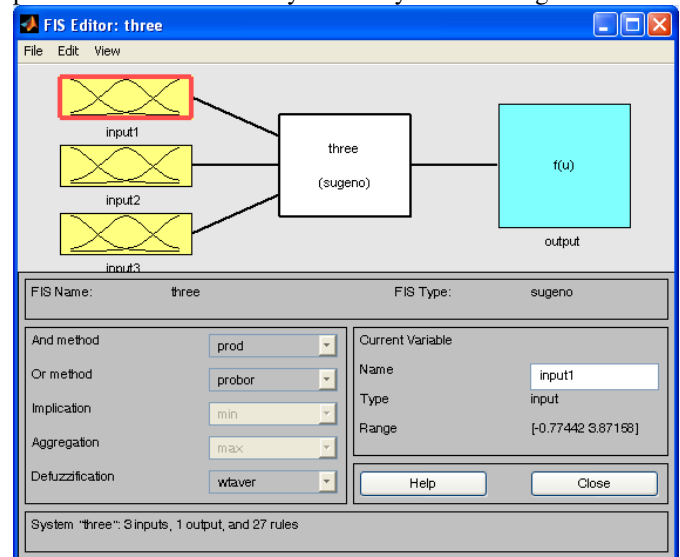 FIS Editor: three
File Edit View
input1
input2
input3
three
(sugeno)
f(u)
output
FIS Name: three FIS Type: sugeno
And method prod
Or method probor
Implication min
Aggregation max
Defuzzification wtaver
Current Variable
Name input1
Type input
Range [-0.77442 3.87158]
Help Close
System "three": 3 inputs, 1 output, and 27 rules